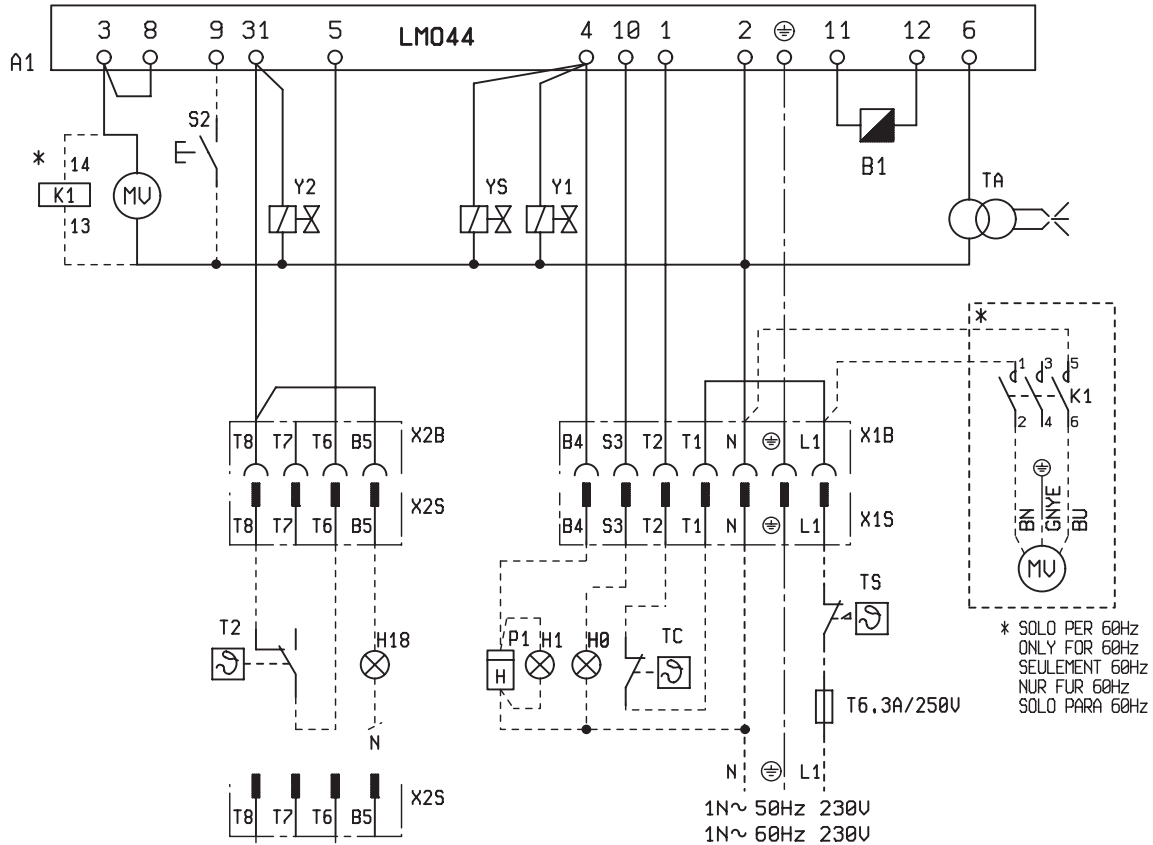 3 8 9 31 5 LMO44 4 10 1 2 11 12 6
A1
S2
*
14
K1
13
MV
Y2
YS
Y1
B1
TA
*
1 3 5
K1
2 4 6
BN
GNYE
BU
MV
T8 T7 T6 B5 X2B
B4 S3 T2 T1 N L1 X1B
X2S
X1S
T8 T7 T6 B5
B4 S3 T2 T1 N L1
TS
T2
H18
P1
H
H1
H0
TC
* SOLO PER 60Hz
ONLY FOR 60Hz
SEULEMENT 60Hz
NUR FUR 60Hz
SOLO PARA 60Hz
T6.3A/250V
N
N L1
X2S
T8 T7 T6 B5
1N~ 50Hz 230V
1N~ 60Hz 230V